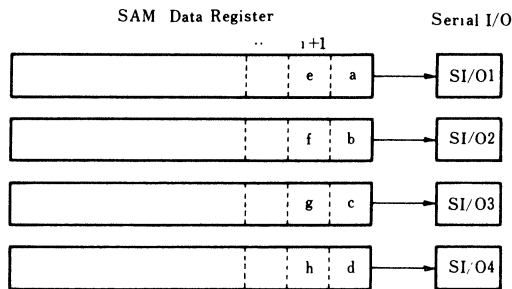 SAM Data Register Serial I/O
i+1
e a SI/O1
f b SI/O2
g c SI/O3
h d SI/O4